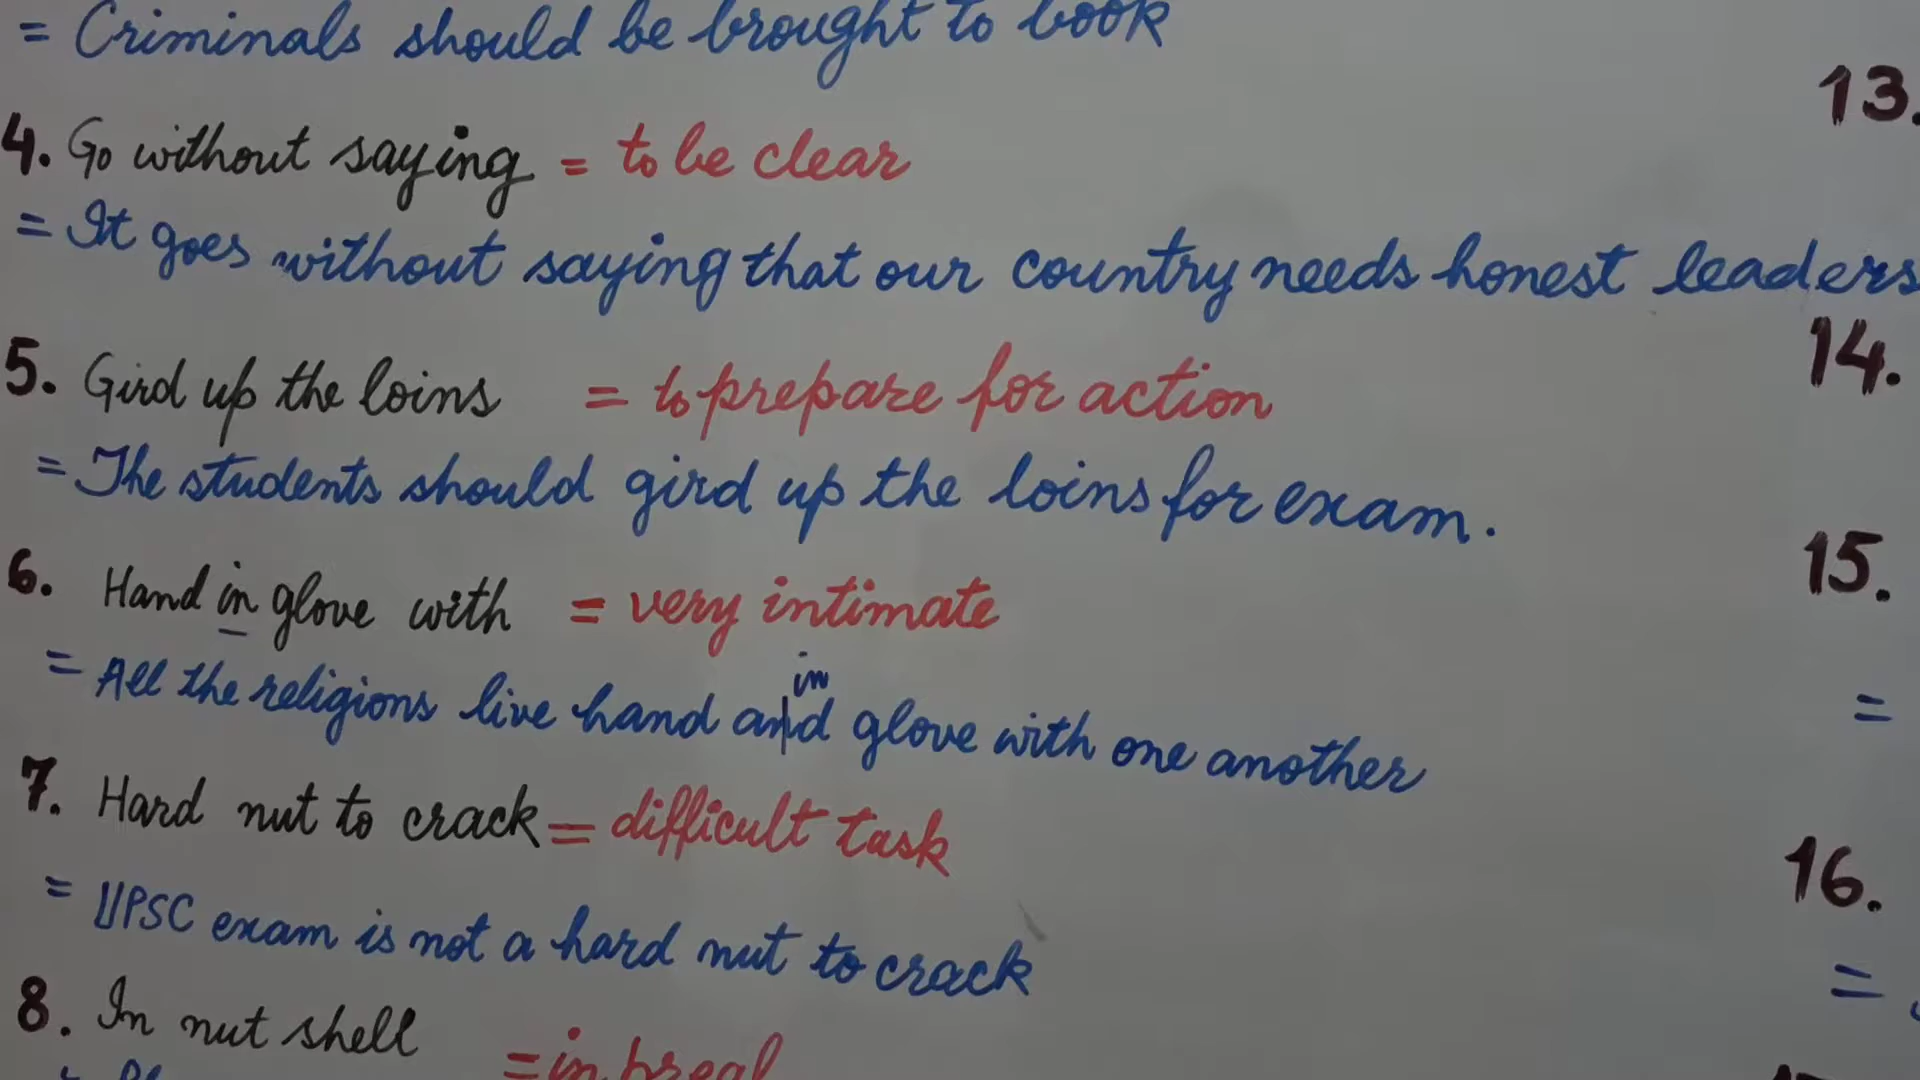 = Criminals should be brought to book
4. Go without saying = to be clear
= It goes without saying that our country needs honest leaders
5. Gird up the loins = to prepare for action
= The students should gird up the loins for exam.
6. Hand in glove with = very intimate
in
= All the religions live hand and glove with one another
7. Hard nut to crack = difficult task
= UPSC exam is not a hard nut to crack
8. In nut shell = in
13.
14.
15.
=
16.
=